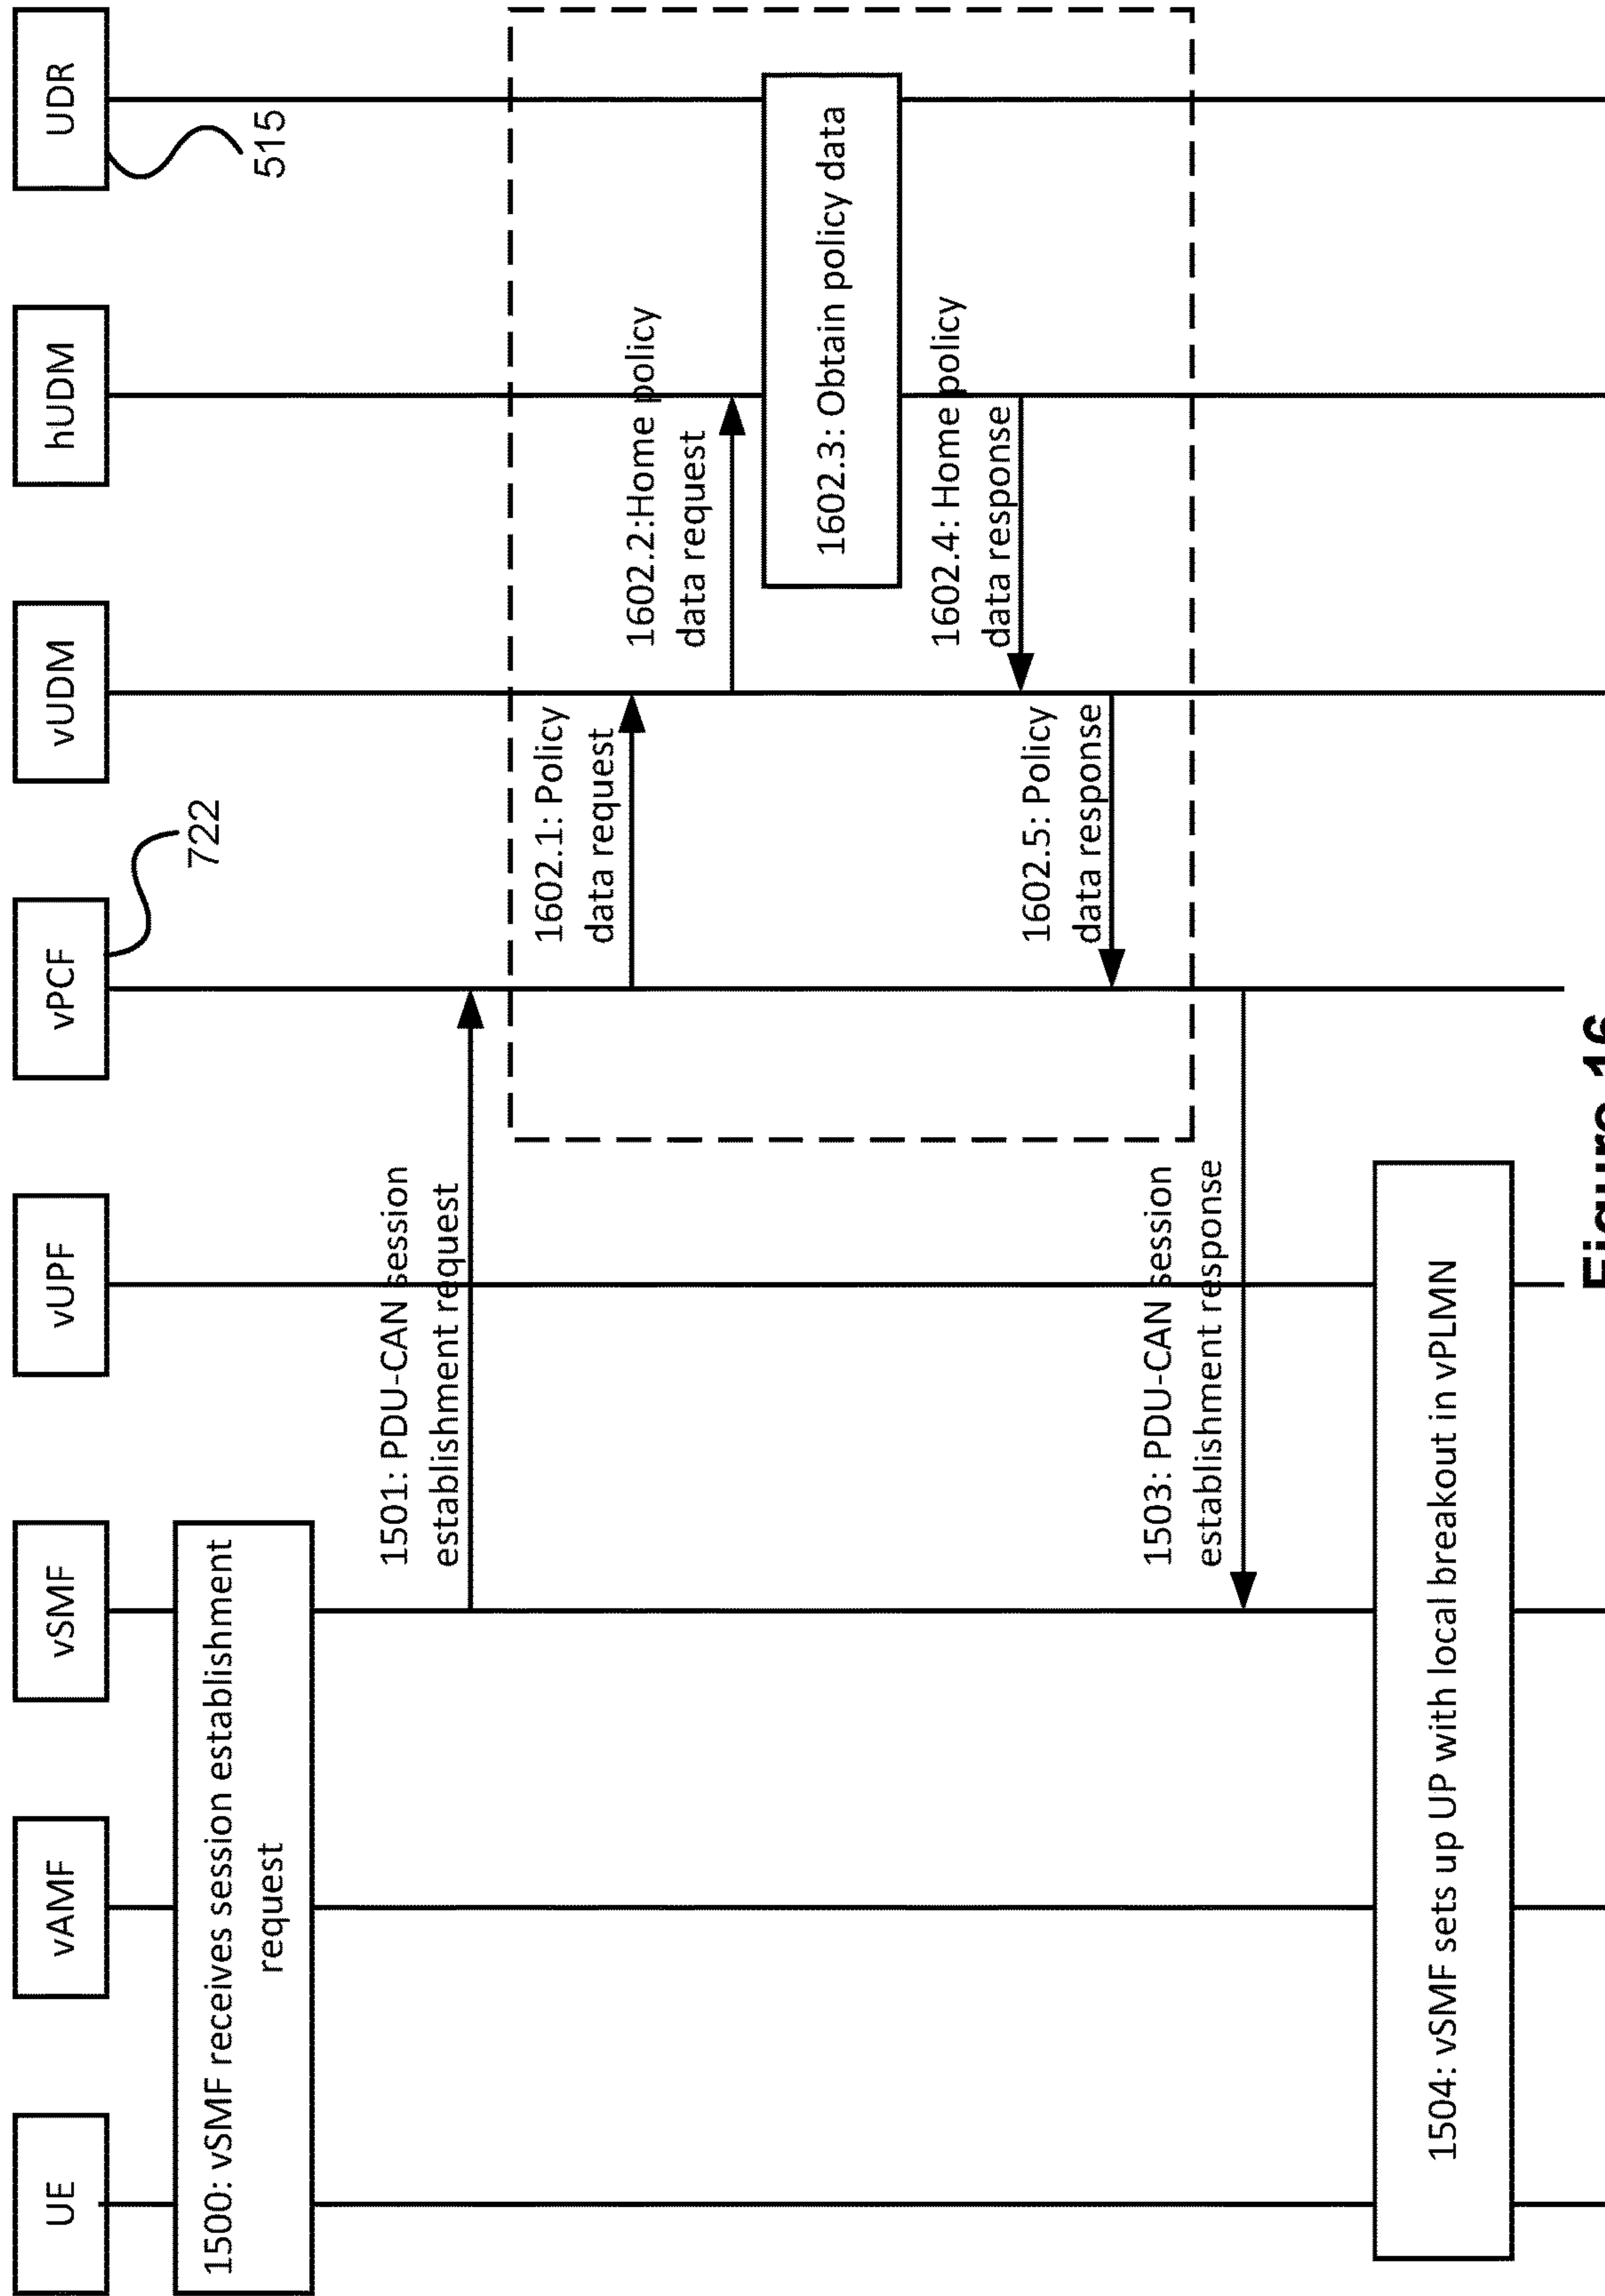 UE
vAMF
vSMF
vUPF
vPCF
vUDM
hUDM
UDR
722
515
1500: vSMF receives session establishment
request
1501: PDU-CAN session
establishment request
1602.1: Policy
data request
1602.2:Home policy
data request
1602.3: Obtain policy data
1602.4: Home policy
data response
1602.5: Policy
data response
1503: PDU-CAN session
establishment response
1504: vSMF sets up UP with local breakout in vPLMN
Figure 16